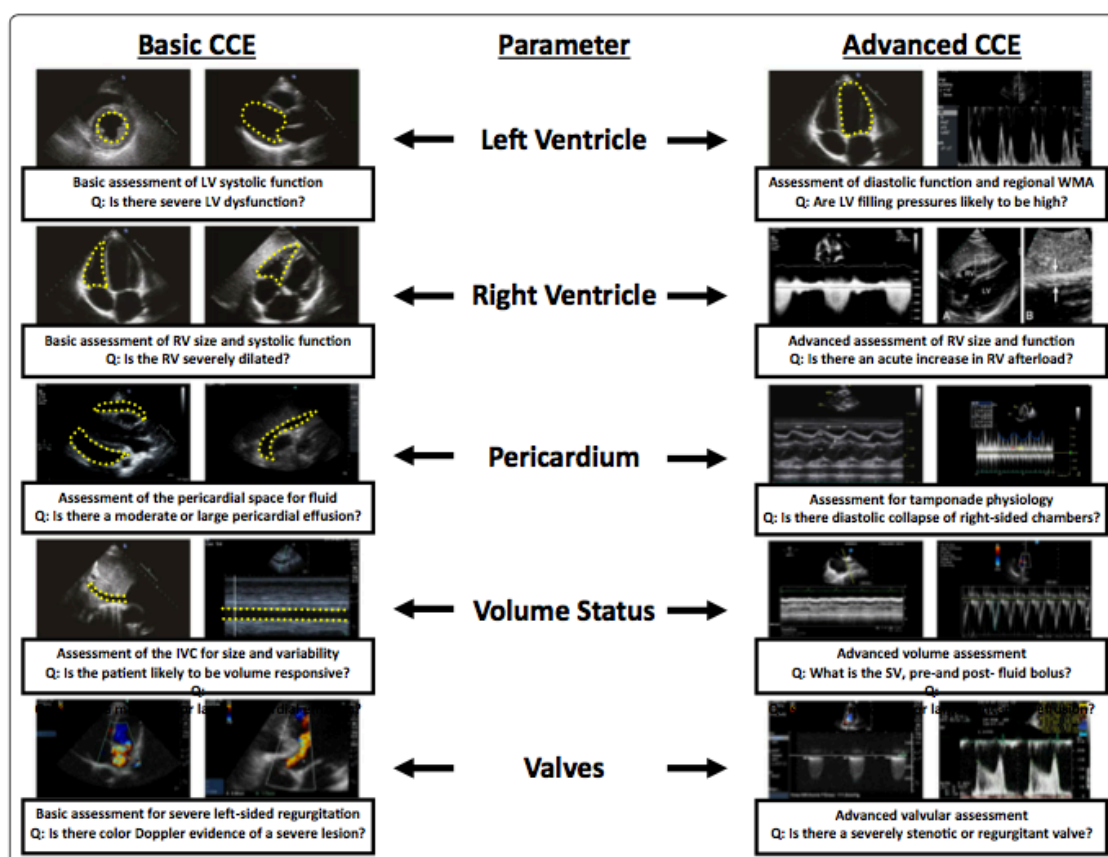 Basic CCE
Parameter
Advanced CCE
Left Ventricle
Basic assessment of LV systolic function
Q: Is there severe LV dysfunction?
Assessment of diastolic function and regional WMA
Q: Are LV filling pressures likely to be high?
Right Ventricle
RV
LV
A
B
Basic assessment of RV size and systolic function
Q: Is the RV severely dilated?
Advanced assessment of RV size and function
Q: Is there an acute increase in RV afterload?
Pericardium
Assessment of the pericardial space for fluid
Q: Is there a moderate or large pericardial effusion?
Assessment for tamponade physiology
Q: Is there diastolic collapse of right-sided chambers?
Volume Status
Assessment of the IVC for size and variability
Q: Is the patient likely to be volume responsive?
Q:
Advanced volume assessment
Q: What is the SV, pre-and post- fluid bolus?
Q:
Valves
Basic assessment for severe left-sided regurgitation
Q: Is there color Doppler evidence of a severe lesion?
Advanced valvular assessment
Q: Is there a severely stenotic or regurgitant valve?